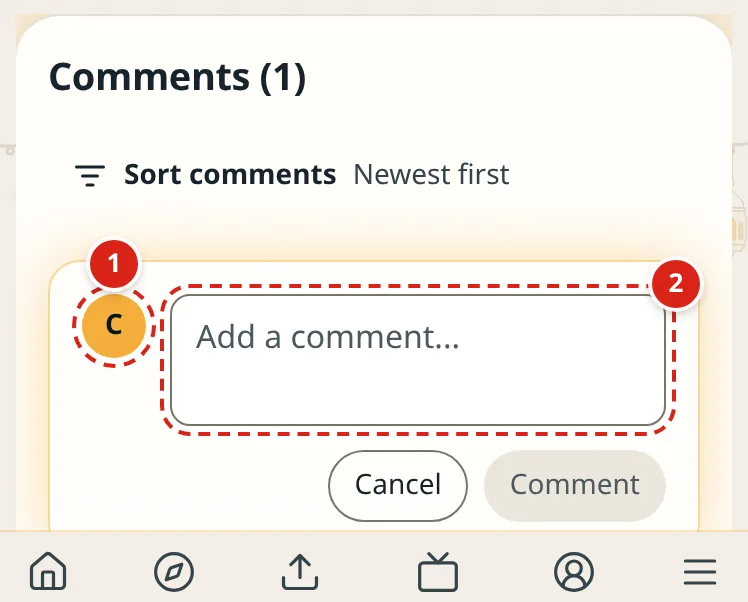 Comments (1)
Sort comments Newest first
1
2
C
Add a comment...
Cancel Comment